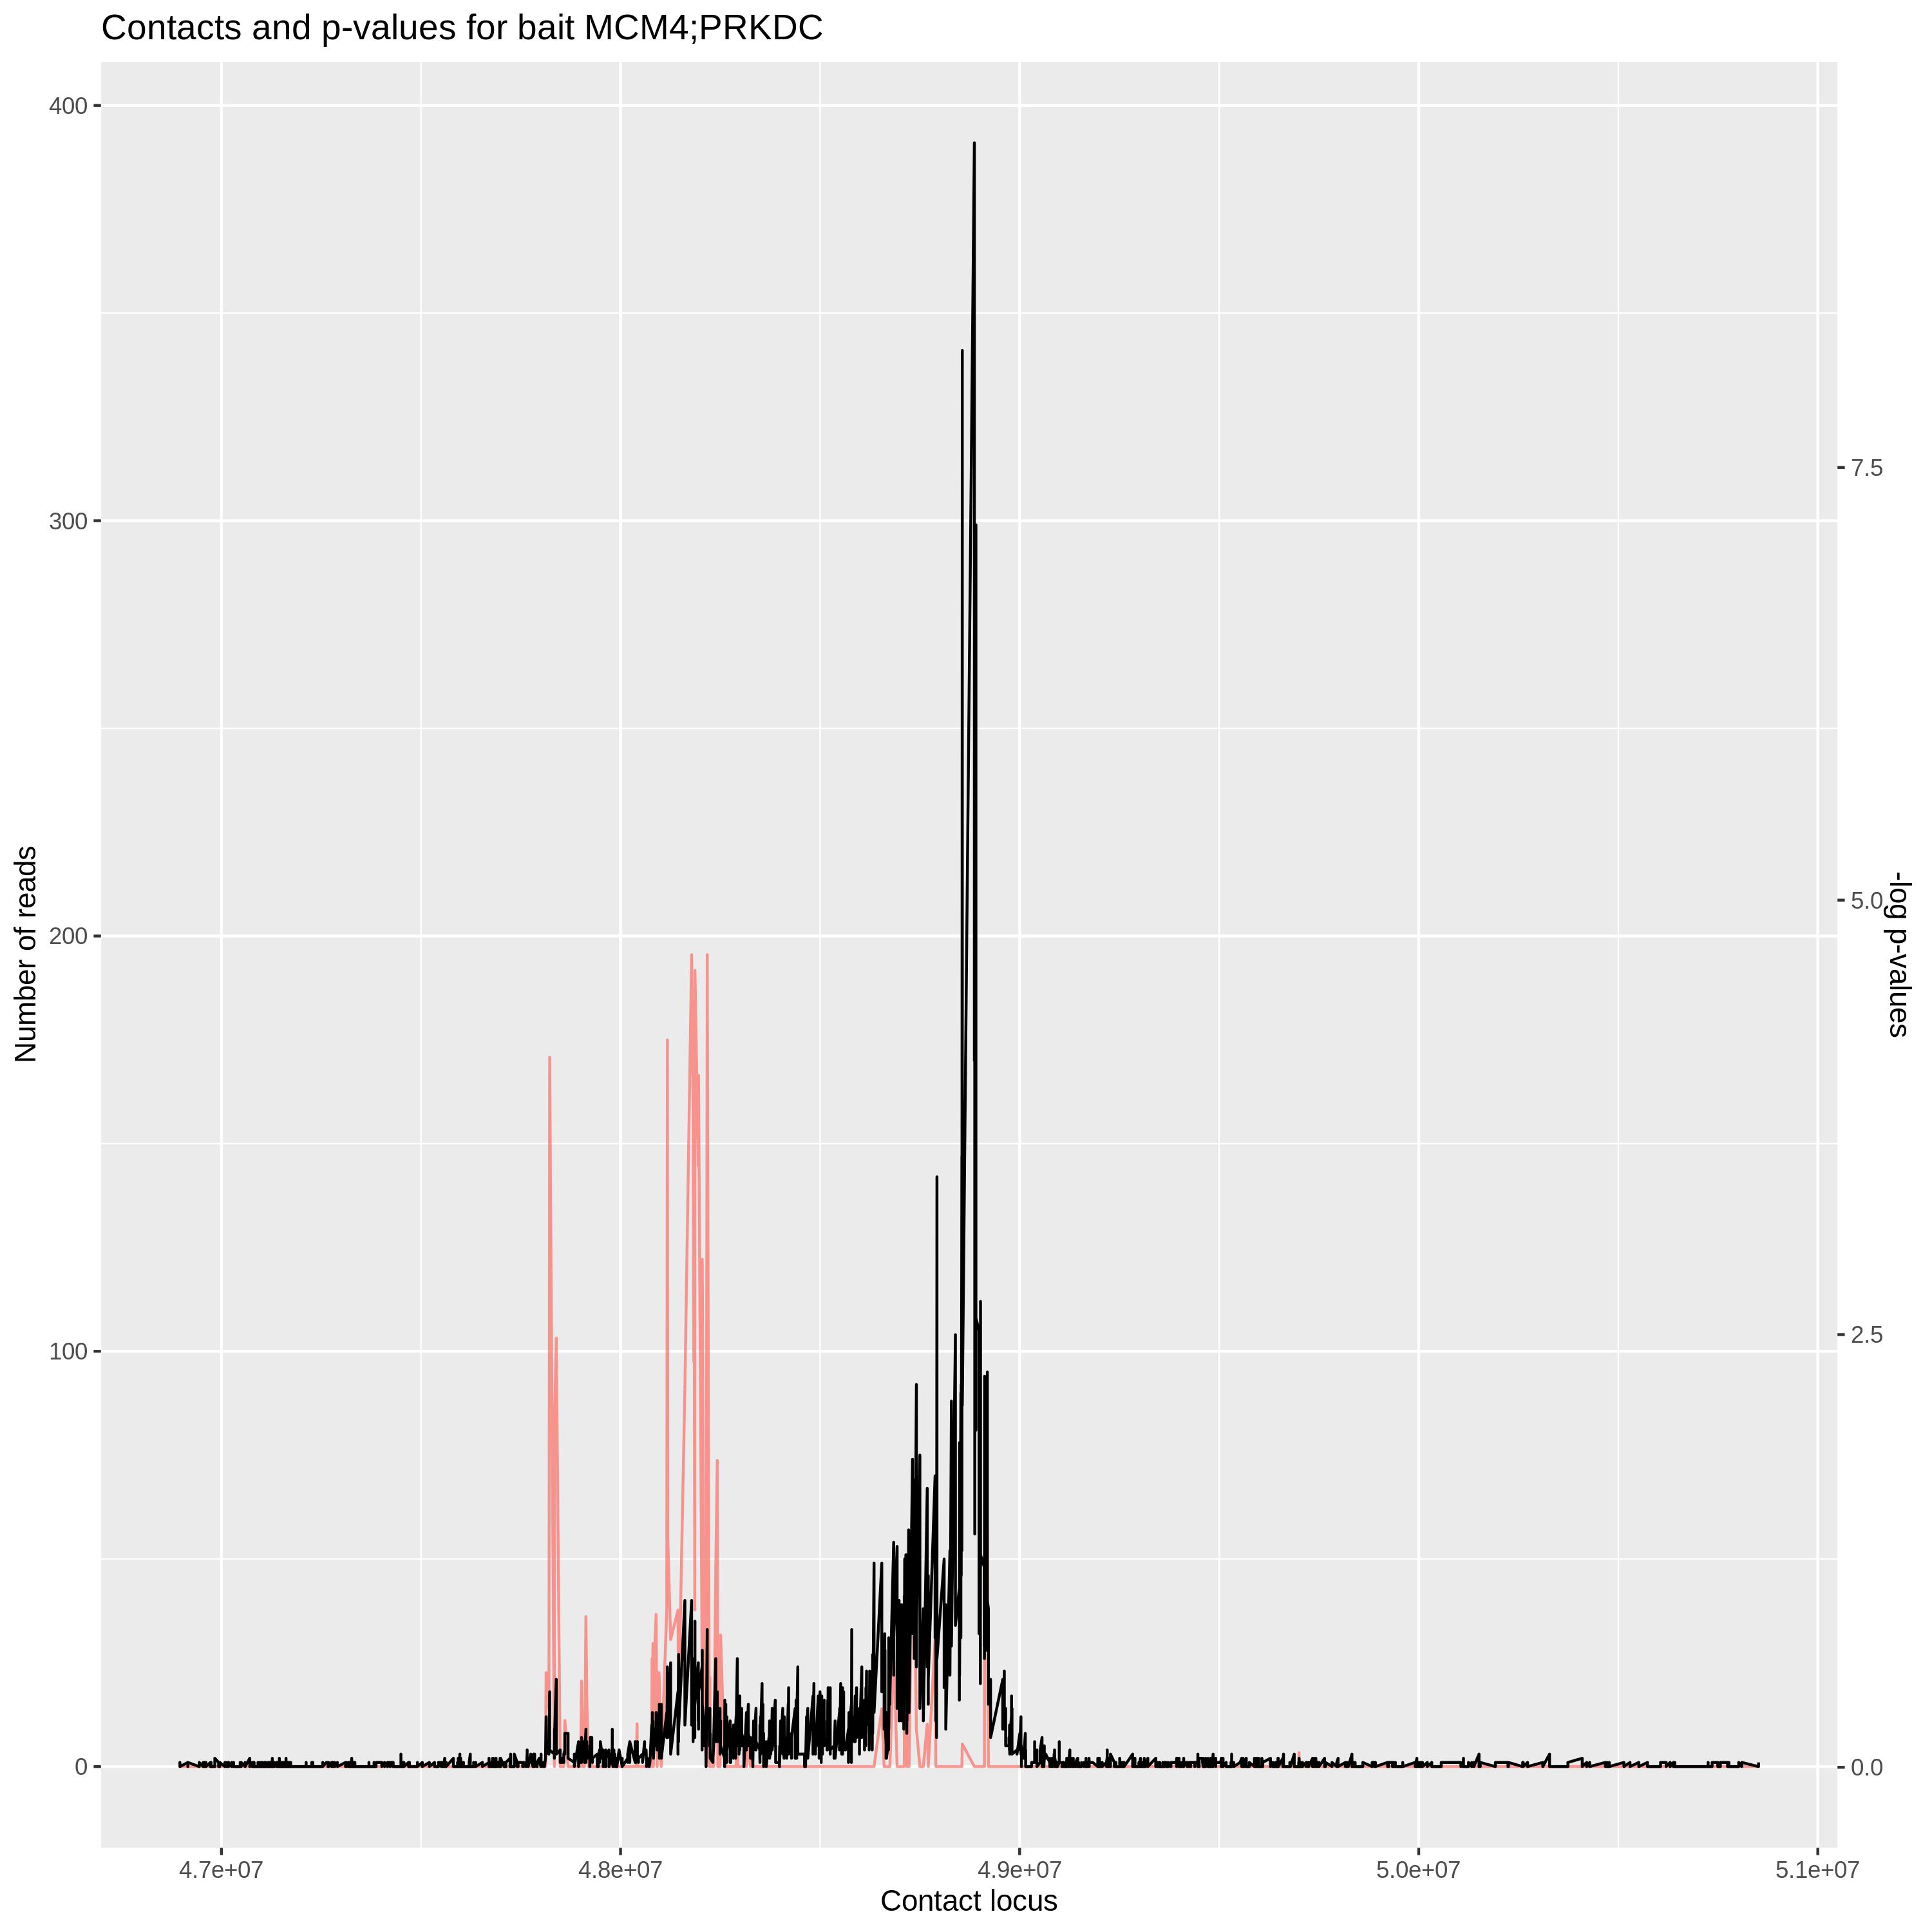 Contacts and p-values for bait MCM4;PRKDC
400
300
200
100
0
Number of reads
7.5
5.0
2.5
0.0
-log p-values
4.7e+07
4.8e+07
4.9e+07
5.0e+07
5.1e+07
Contact locus